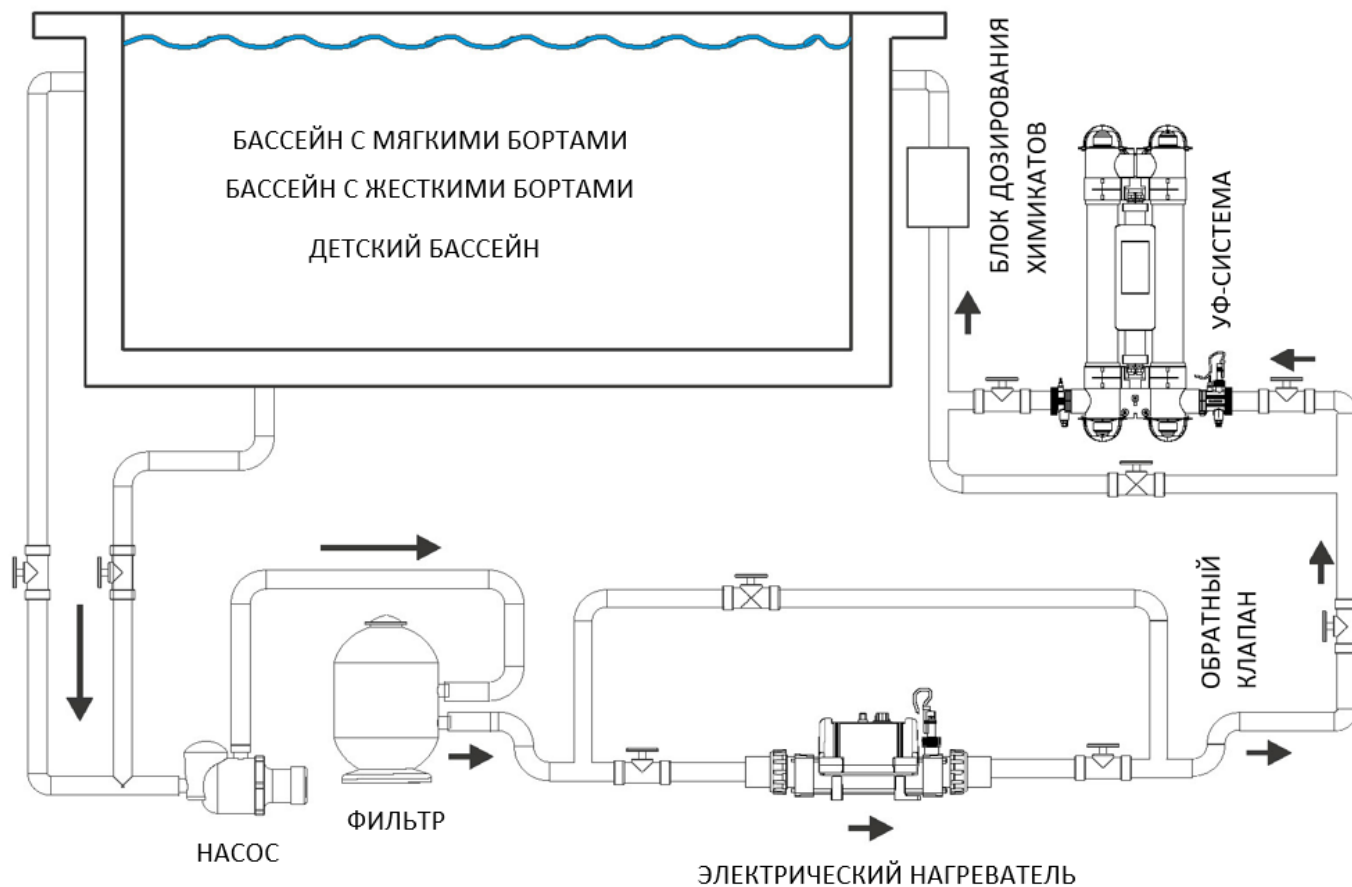 БАССЕЙН С МЯГКИМИ БОРТАМИ
БАССЕЙН С ЖЕСТКИМИ БОРТАМИ
ДЕТСКИЙ БАССЕЙН
БЛОК ДОЗИРОВАНИЯ
ХИМИКАТОВ
УФ-СИСТЕМА
ОБРАТНЫЙ
КЛАПАН
ФИЛЬТР
НАСОС
ЭЛЕКТРИЧЕСКИЙ НАГРЕВАТЕЛЬ